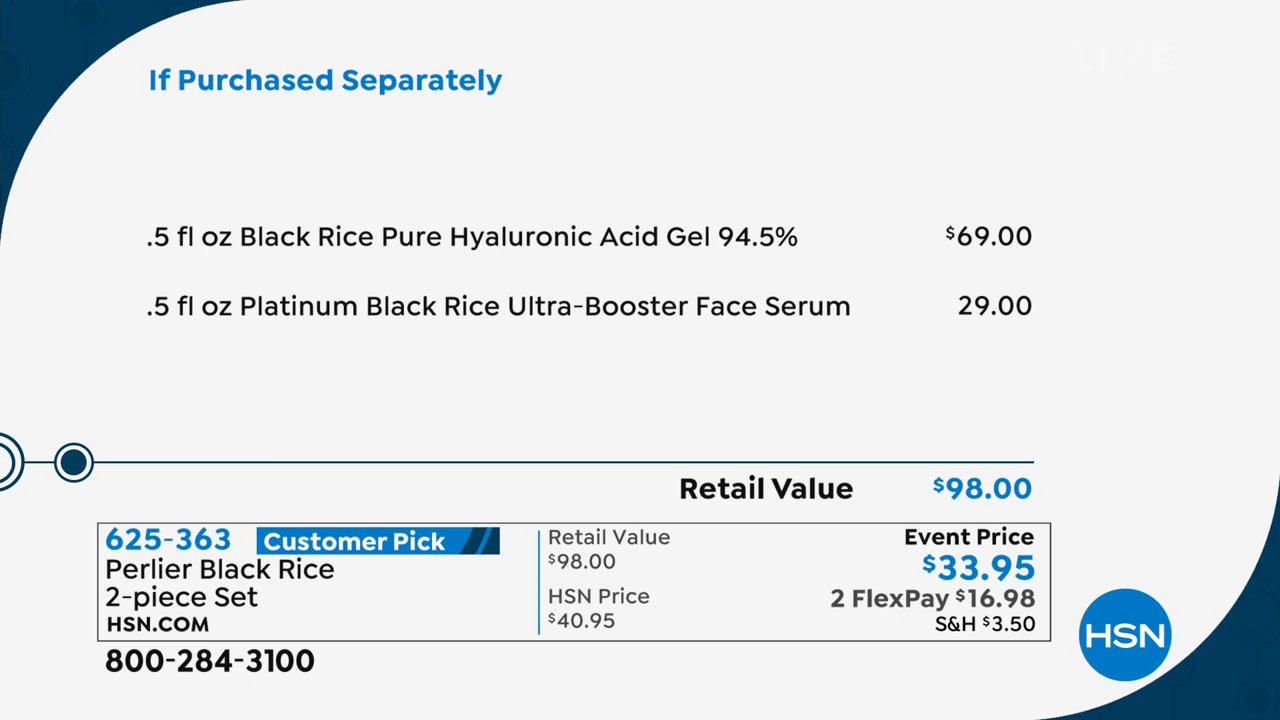 LIVE
If Purchased Separately
.5 fl oz Black Rice Pure Hyaluronic Acid Gel 94.5% $69.00
.5 fl oz Platinum Black Rice Ultra-Booster Face Serum 29.00
Retail Value $98.00
625-363 Customer Pick
Perlier Black Rice
2-piece Set
HSN.COM
Retail Value
$98.00
HSN Price
$40.95
Event Price
$33.95
2 FlexPay $16.98
S&H $3.50
800-284-3100
HSN